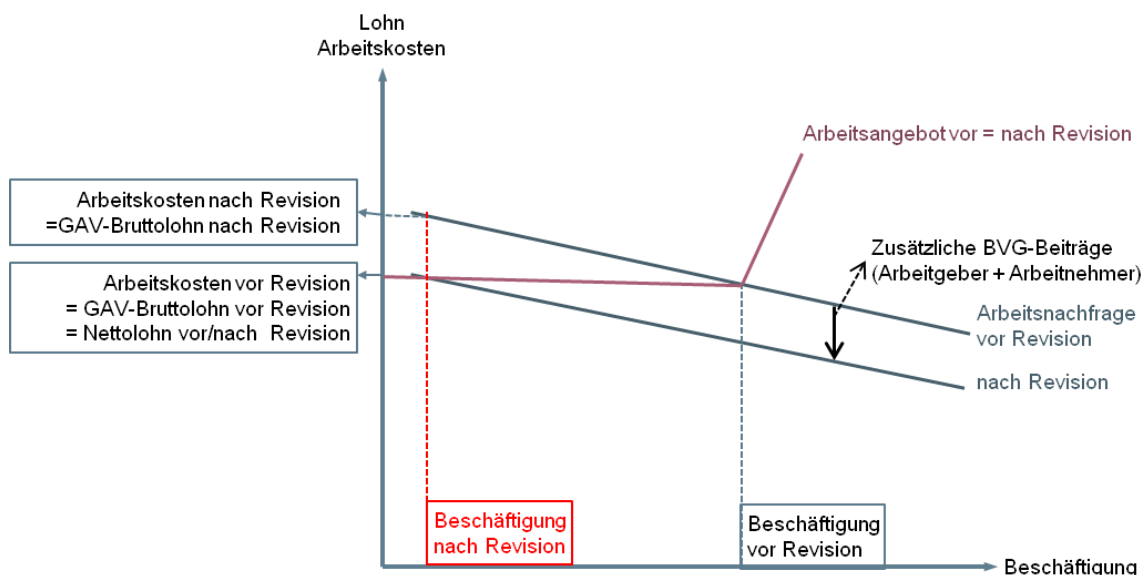 Lohn
Arbeitskosten
Arbeitsangebot vor = nach Revision
Arbeitskosten nach Revision
=GAV-Bruttolohn nach Revision
Zusätzliche BVG-Beiträge
(Arbeitgeber + Arbeitnehmer)
Arbeitskosten vor Revision
= GAV-Bruttolohn vor Revision
= Nettolohn vor/nach Revision
Arbeitsnachfrage
vor Revision
nach Revision
Beschäftigung
nach Revision
Beschäftigung
vor Revision
Beschäftigung